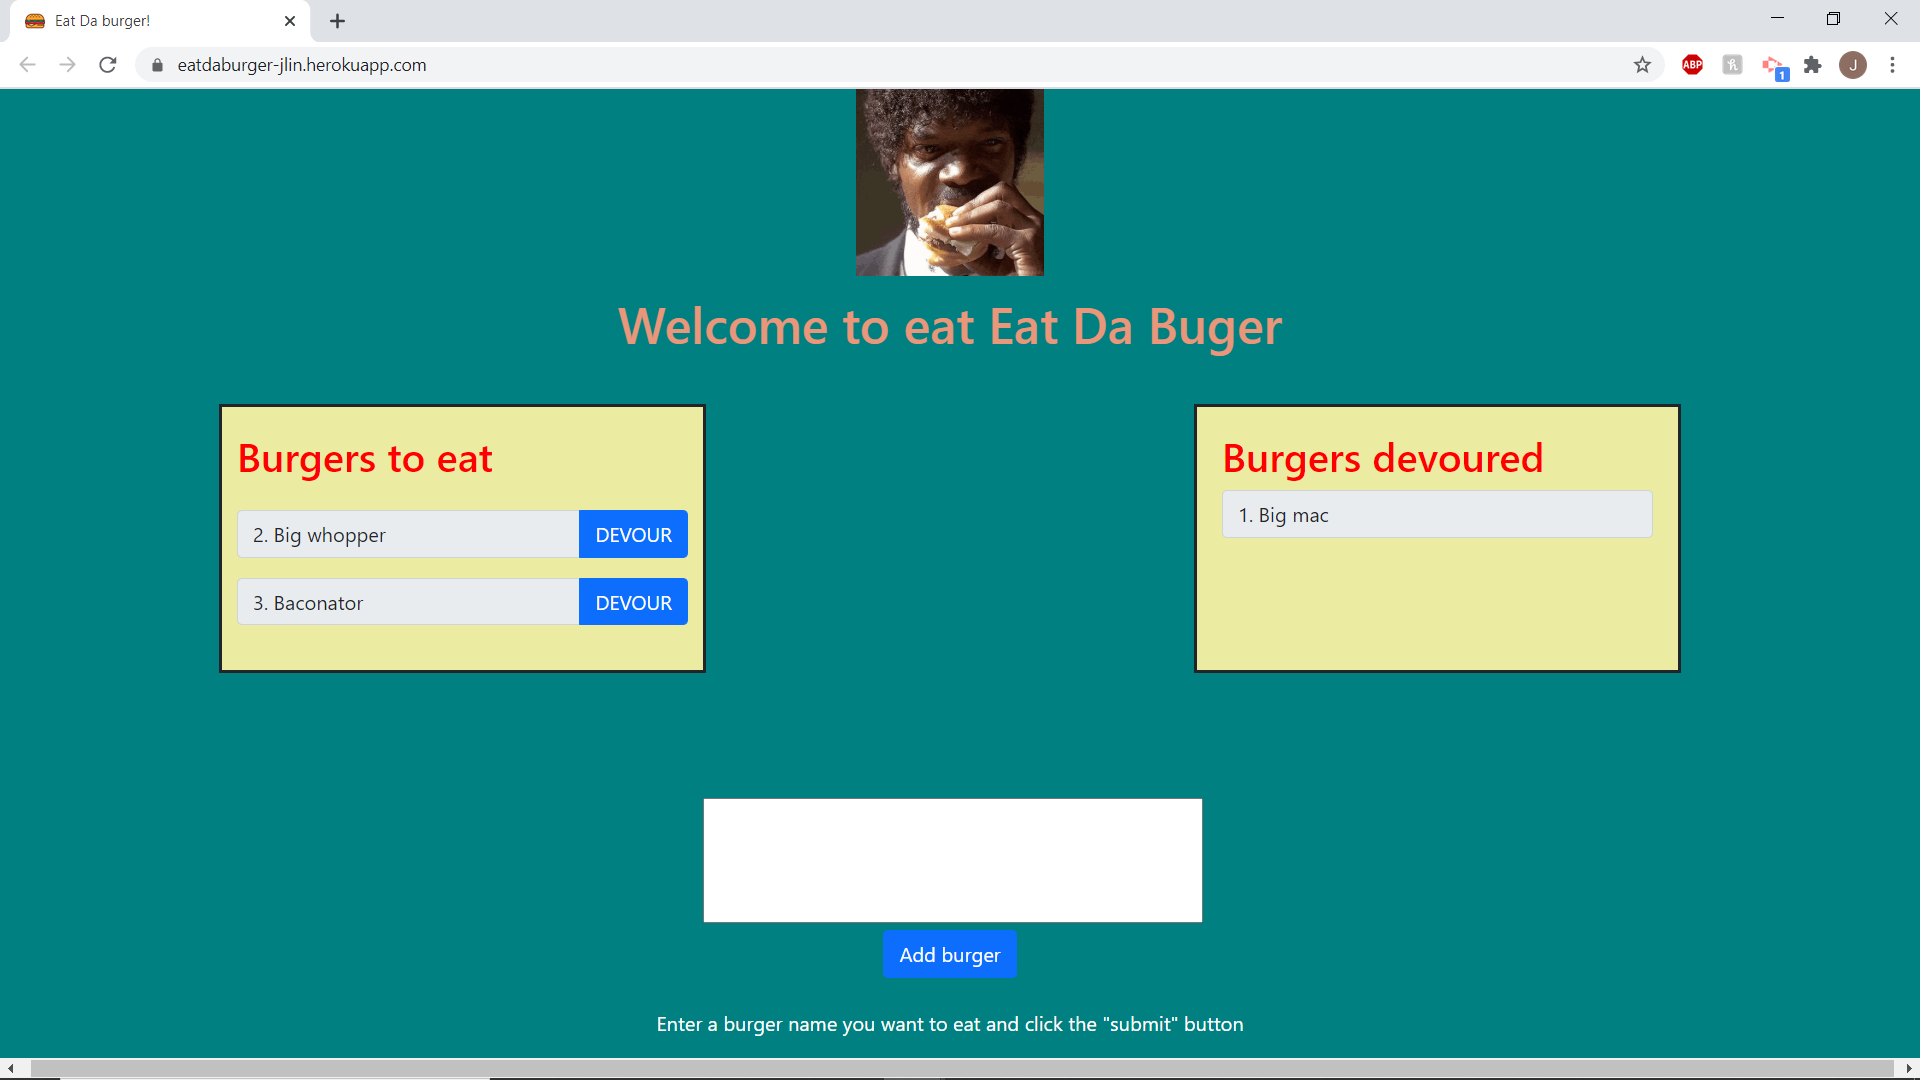 Eat Da burger!
eatdaburger-jlin.herokuapp.com
ABP
1
J
Welcome to eat Eat Da Buger
Burgers to eat
2. Big whopper
DEVOUR
3. Baconator
DEVOUR
Burgers devoured
1. Big mac
Add burger
Enter a burger name you want to eat and click the "submit" button